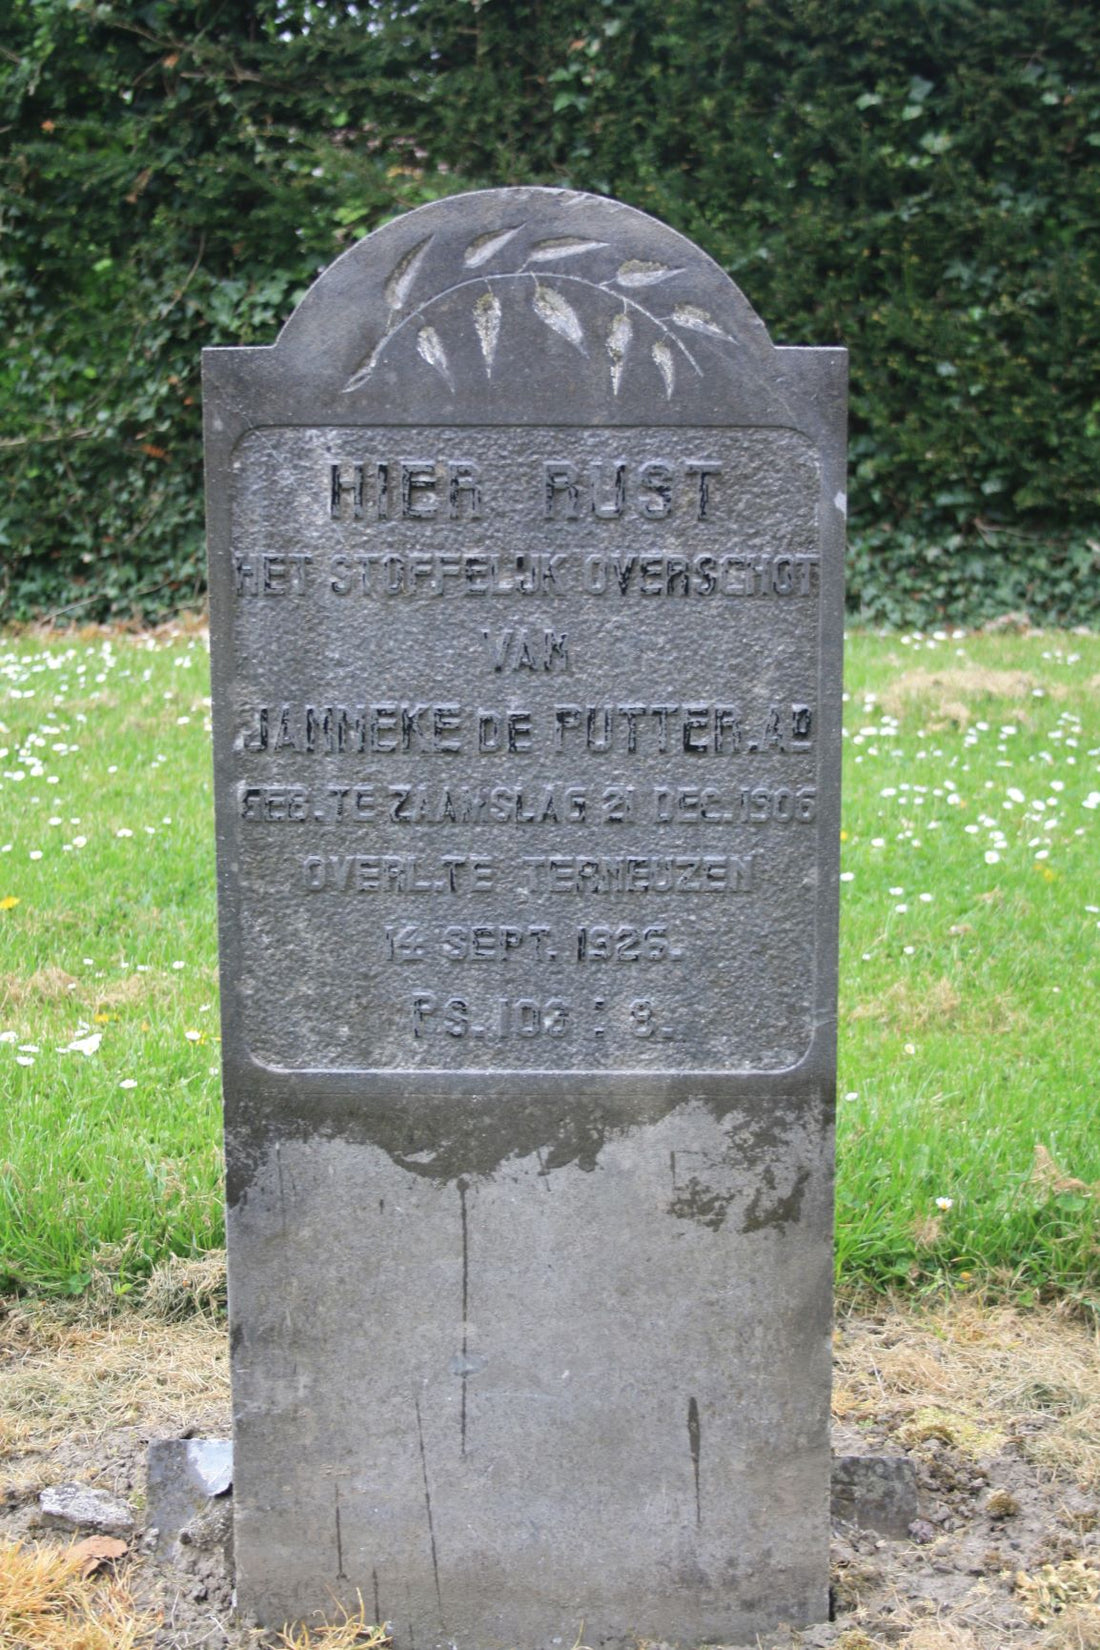 HIER RUST
HET STOFFELIJK OVERSCHOT
VAN
JANNEKE DE PUTTER. AD
GEB. TE ZAAMSLAG 21 DEC. 1906
OVERL. TE TERNEUZEN
14 SEPT. 1926.
PS. 103 : 8.